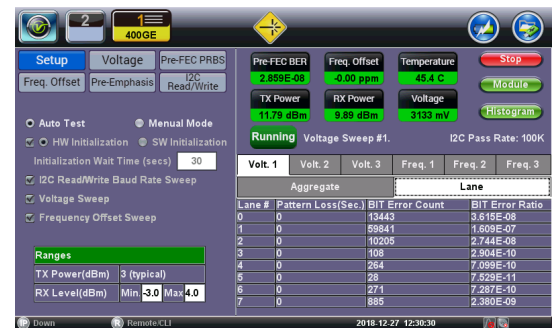 2
1
400GE
Setup
Voltage
Pre-FEC PRBS
Freq. Offset
Pre-Emphasis
I2C
Read/Write
Auto Test
Menual Mode
HW Initialization
SW Initialization
Initialization Wait Time (secs) 30
I2C Read/Write Baud Rate Sweep
Voltage Sweep
Frequency Offset Sweep
Ranges
TX Power(dBm) 3 (typical)
RX Level(dBm) Min. -3.0 Max 4.0
Pre-FEC BER
2.859E-08
Freq. Offset
-0.00 ppm
Temperature
45.4 C
TX Power
11.79 dBm
RX Power
9.89 dBm
Voltage
3133 mV
Stop
Module
Histogram
Running Voltage Sweep #1. I2C Pass Rate: 100K
Volt. 1 Volt. 2 Volt. 3 Freq. 1 Freq. 2 Freq. 3
Aggregate Lane
Lane # Pattern Loss(Sec.) BIT Error Count BIT Error Ratio
0 0 13443 3.615E-08
1 0 59841 1.609E-07
2 0 10205 2.744E-08
3 0 108 2.904E-10
4 0 264 7.099E-10
5 0 28 7.529E-11
6 0 271 7.287E-10
7 0 885 2.380E-09
P Down R Remote/CLI 2018-12-27 12:30:30